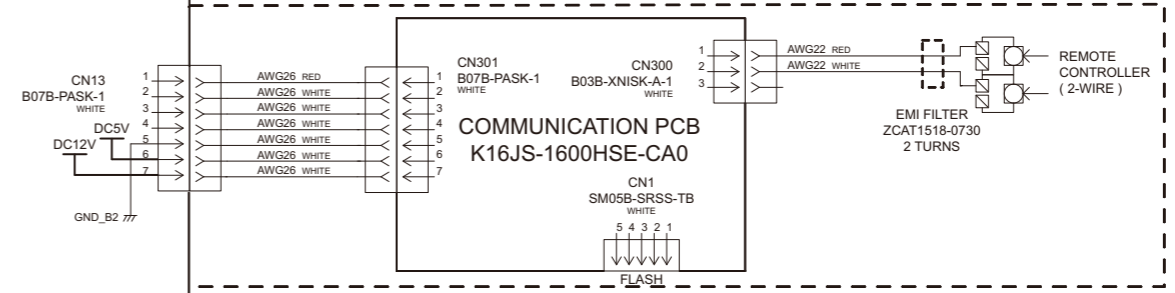 CN13
B07B-PASK-1
WHITE
1
2
3
4
5
6
7
DC5V
DC12V
GND_B2
AWG26 RED
AWG26 WHITE
AWG26 WHITE
AWG26 WHITE
AWG26 WHITE
AWG26 WHITE
AWG26 WHITE
CN301
B07B-PASK-1
WHITE
1
2
3
4
5
6
7
COMMUNICATION PCB
K16JS-1600HSE-CA0
CN300
B03B-XNISK-A-1
WHITE
1
2
3
CN1
SM05B-SRSS-TB
WHITE
5 4 3 2 1
FLASH
AWG22 RED
AWG22 WHITE
EMI FILTER
ZCAT1518-0730
2 TURNS
REMOTE
CONTROLLER
( 2-WIRE )